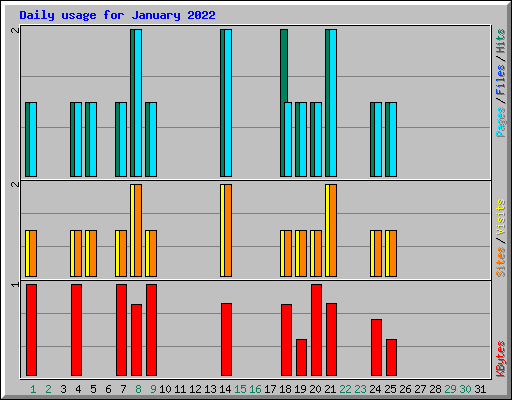 Daily usage for January 2022
2
Pages / Files / Hits
2
Sites / Visits
1
KBytes
1 2 3 4 5 6 7 8 9 10 11 12 13 14 15 16 17 18 19 20 21 22 23 24 25 26 27 28 29 30 31